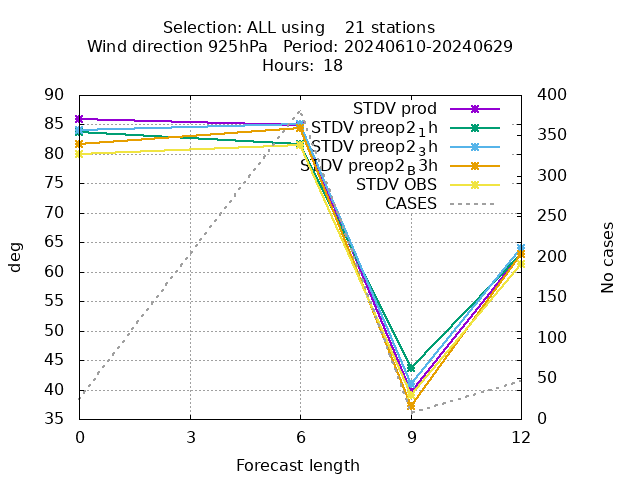 Selection: ALL using 21 stations
Wind direction 925hPa Period: 20240610-20240629
Hours: 18
90
85
80
75
70
65
60
55
50
45
40
35
400
350
300
250
200
150
100
50
0
deg
No cases
STDV prod
STDV preop2₁h
STDV preop2₃h
STDV preop2_B3h
STDV OBS
CASES
0 3 6 9 12
Forecast length